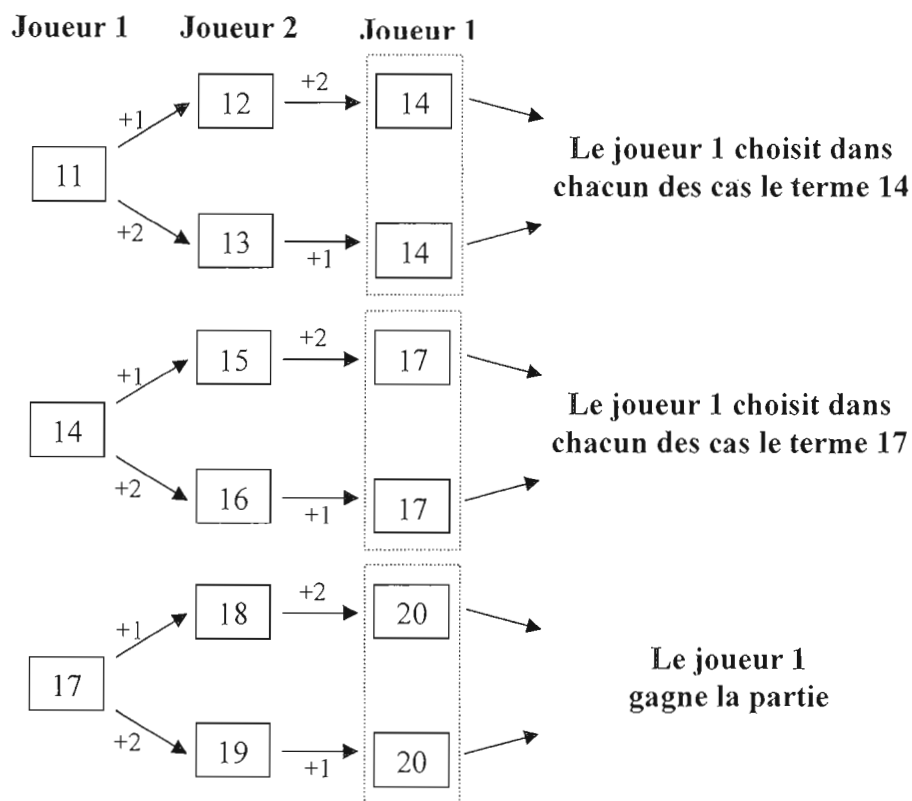 Joueur 1 Joueur 2 Joueur 1
+1 12 +2 14
11
Le joueur 1 choisit dans
chacun des cas le terme 14
+2 13 +1 14
+1 15 +2 17
14
Le joueur 1 choisit dans
chacun des cas le terme 17
+2 16 +1 17
+1 18 +2 20
17
Le joueur 1
gagne la partie
+2 19 +1 20